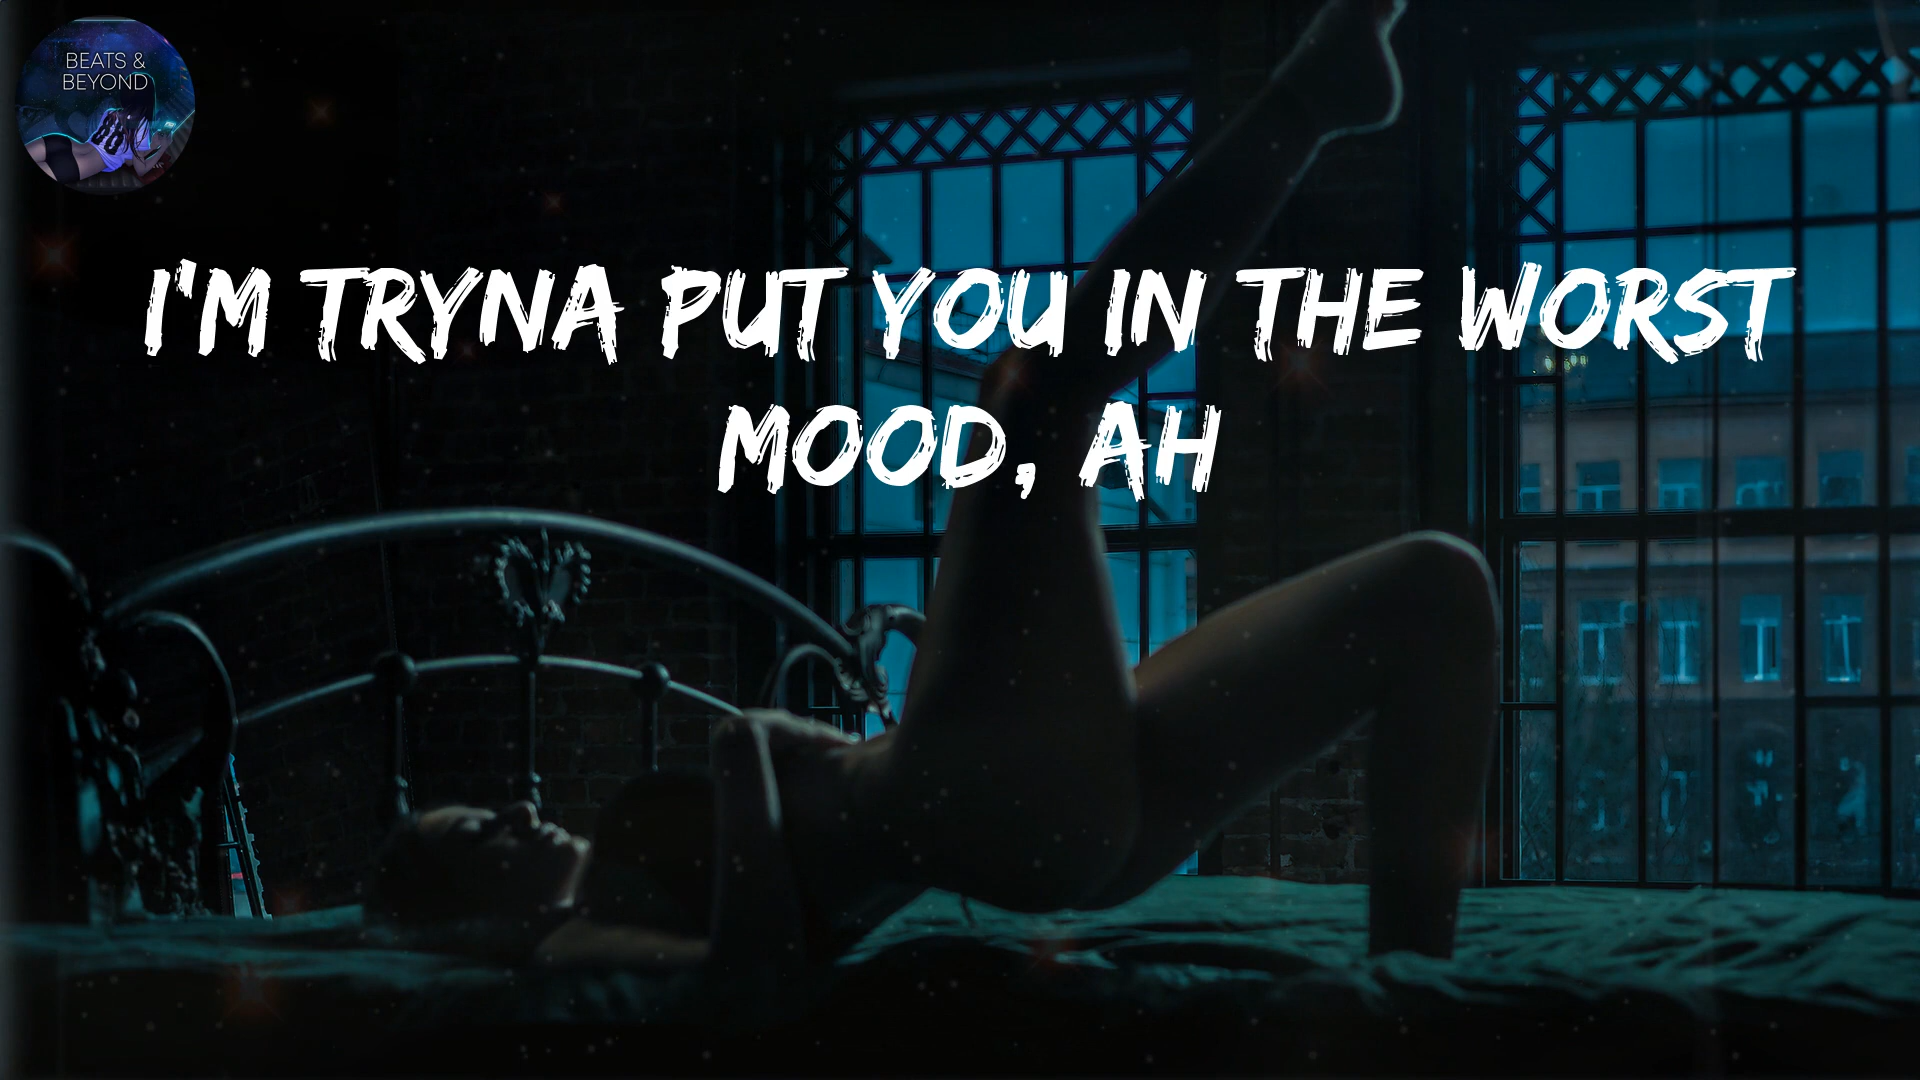 BEATS &
BEYOND
I'M TRYNA PUT YOU IN THE WORST
MOOD, AH